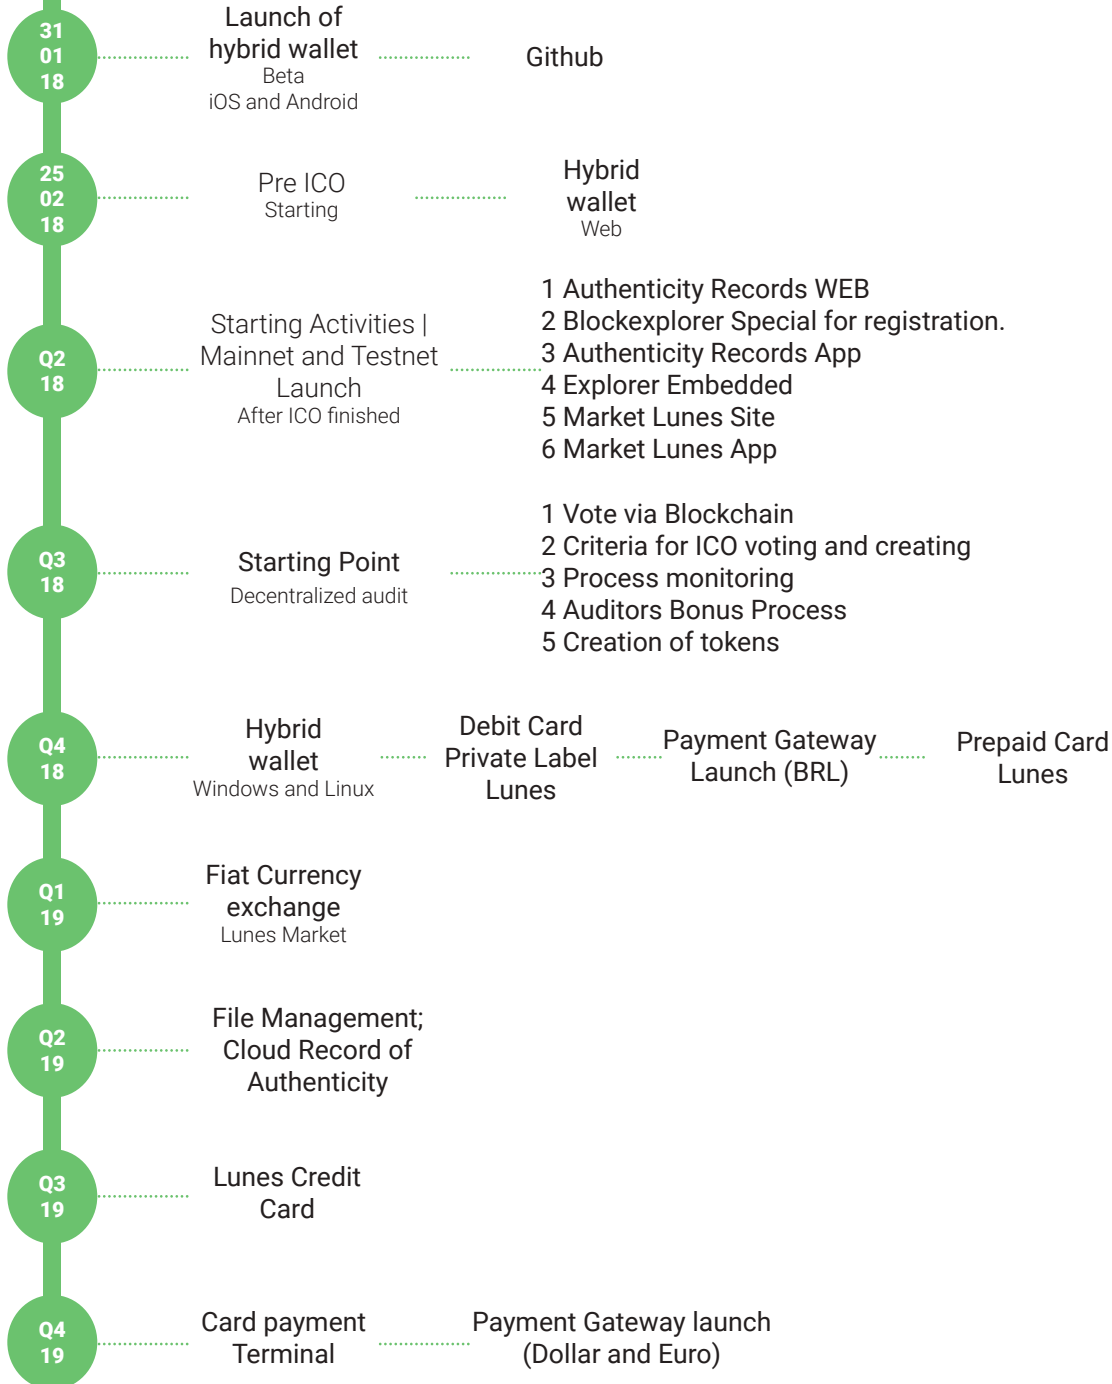 31
01
18
Launch of
hybrid wallet
Beta
iOS and Android
Github
25
02
18
Pre ICO
Starting
Hybrid
wallet
Web
Q2
18
Starting Activities |
Mainnet and Testnet
Launch
After ICO finished
1 Authenticity Records WEB
2 Blockexplorer Special for registration.
3 Authenticity Records App
4 Explorer Embedded
5 Market Lunes Site
6 Market Lunes App
Q3
18
Starting Point
Decentralized audit
1 Vote via Blockchain
2 Criteria for ICO voting and creating
3 Process monitoring
4 Auditors Bonus Process
5 Creation of tokens
Q4
18
Hybrid
wallet
Windows and Linux
Debit Card
Private Label
Lunes
Payment Gateway
Launch (BRL)
Prepaid Card
Lunes
Q1
19
Fiat Currency
exchange
Lunes Market
Q2
19
File Management;
Cloud Record of
Authenticity
Q3
19
Lunes Credit
Card
Q4
19
Card payment
Terminal
Payment Gateway launch
(Dollar and Euro)